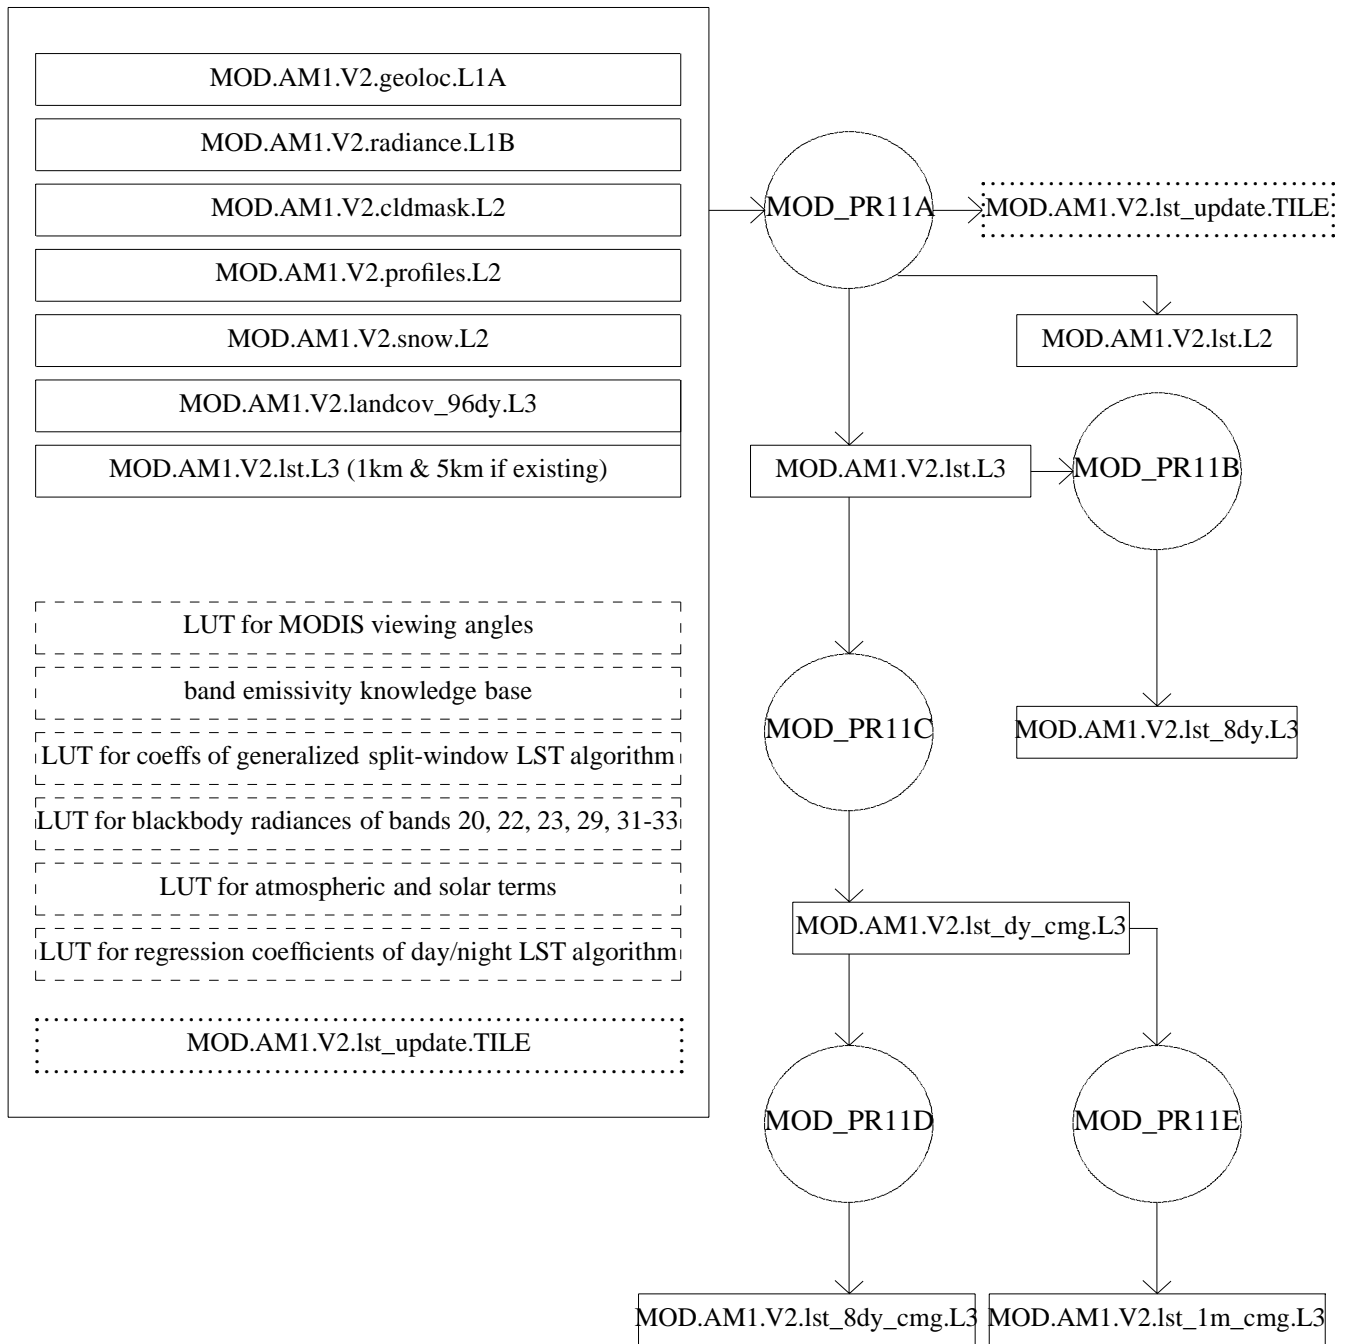 MOD.AM1.V2.geoloc.L1A
MOD.AM1.V2.radiance.L1B
MOD.AM1.V2.cldmask.L2
MOD.AM1.V2.profiles.L2
MOD.AM1.V2.snow.L2
MOD.AM1.V2.landcov_96dy.L3
MOD.AM1.V2.lst.L3 (1km & 5km if existing)
LUT for MODIS viewing angles
band emissivity knowledge base
LUT for coeffs of generalized split-window LST algorithm
LUT for blackbody radiances of bands 20, 22, 23, 29, 31-33
LUT for atmospheric and solar terms
LUT for regression coefficients of day/night LST algorithm
MOD.AM1.V2.lst_update.TILE
MOD_PR11A
MOD.AM1.V2.lst_update.TILE
MOD.AM1.V2.lst.L2
MOD.AM1.V2.lst.L3
MOD_PR11B
MOD_PR11C
MOD.AM1.V2.lst_8dy.L3
MOD.AM1.V2.lst_dy_cmg.L3
MOD_PR11D
MOD_PR11E
MOD.AM1.V2.lst_8dy_cmg.L3
MOD.AM1.V2.lst_1m_cmg.L3